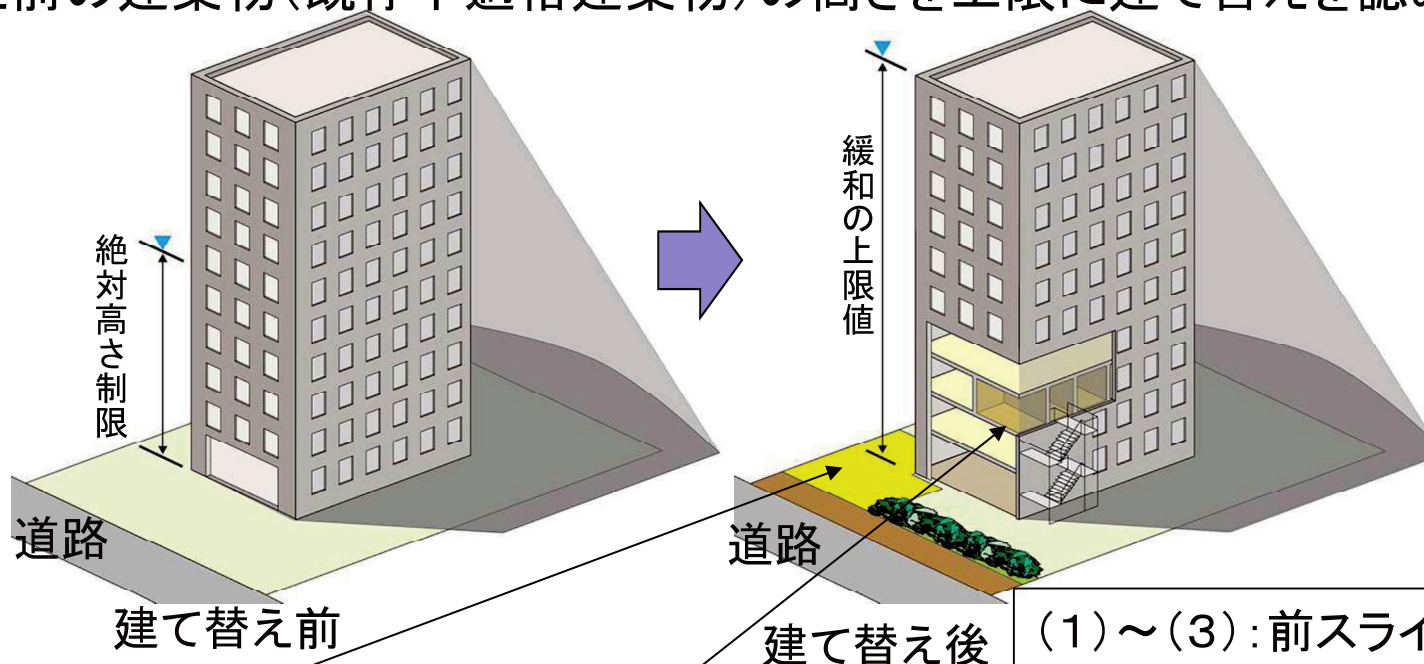 前の建築物(既存不適格建築物)の高さを上限に建て替えを認
絶対高さ制限
緩和の上限値
道路
道路
建て替え前
建て替え後
(1)~(3):前スライ